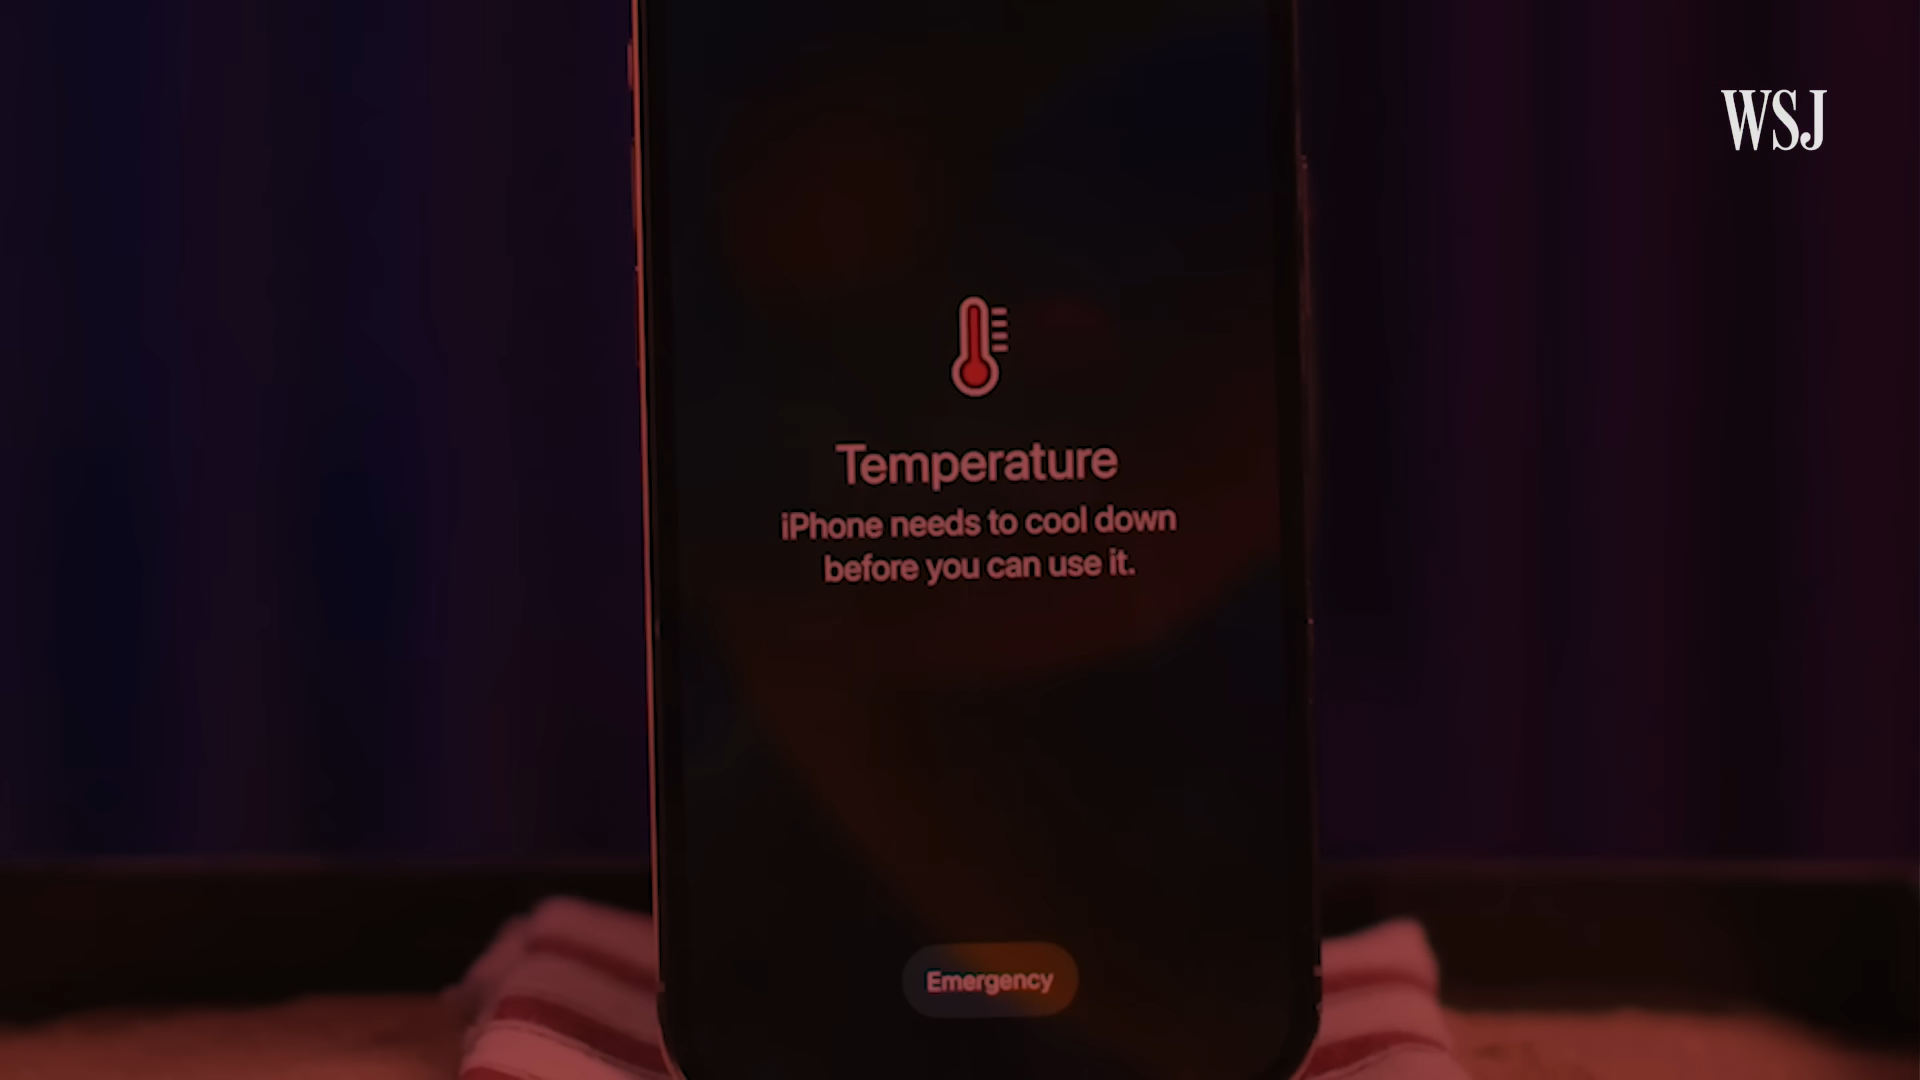 WSJ
Temperature
iPhone needs to cool down
before you can use it.
Emergency